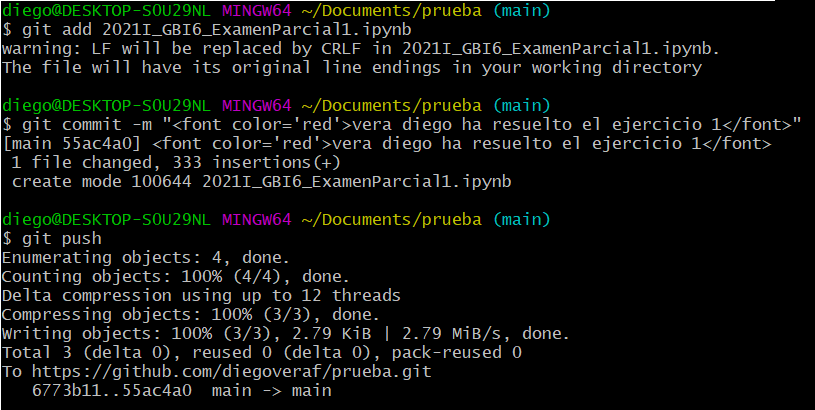 diego@DESKTOP-SOU29NL MINGW64 ~/Documents/prueba (main)
$ git add 2021I_GBI6_ExamenParcial1.ipynb
warning: LF will be replaced by CRLF in 2021I_GBI6_ExamenParcial1.ipynb.
The file will have its original line endings in your working directory
diego@DESKTOP-SOU29NL MINGW64 ~/Documents/prueba (main)
$ git commit -m "<font color='red'>vera diego ha resuelto el ejercicio 1</font>"
[main 55ac4a0] <font color='red'>vera diego ha resuelto el ejercicio 1</font>
 1 file changed, 333 insertions(+)
 create mode 100644 2021I_GBI6_ExamenParcial1.ipynb
diego@DESKTOP-SOU29NL MINGW64 ~/Documents/prueba (main)
$ git push
Enumerating objects: 4, done.
Counting objects: 100% (4/4), done.
Delta compression using up to 12 threads
Compressing objects: 100% (3/3), done.
Writing objects: 100% (3/3), 2.79 KiB | 2.79 MiB/s, done.
Total 3 (delta 0), reused 0 (delta 0), pack-reused 0
To https://github.com/diegoveraf/prueba.git
   6773b11..55ac4a0  main -> main